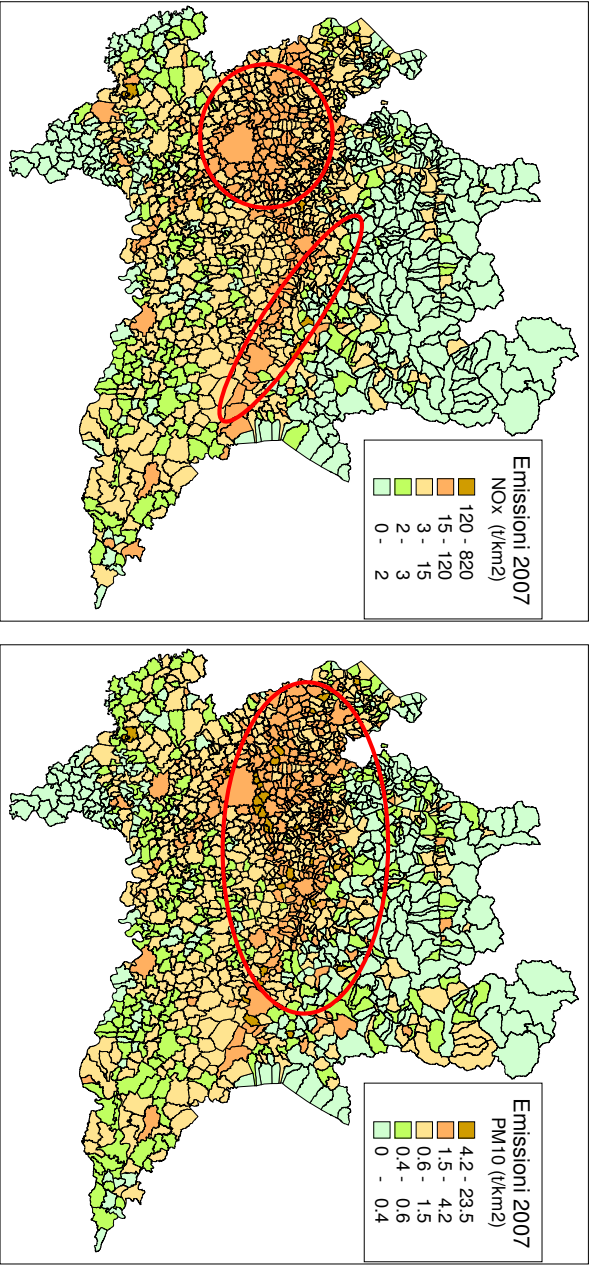 Emissioni 2007
NOx (t/km2)
120 - 820
15 - 120
3 - 15
2 - 3
0 - 2
Emissioni 2007
PM10 (t/km2)
4.2 - 23.5
1.5 - 4.2
0.6 - 1.5
0.4 - 0.6
0 - 0.4